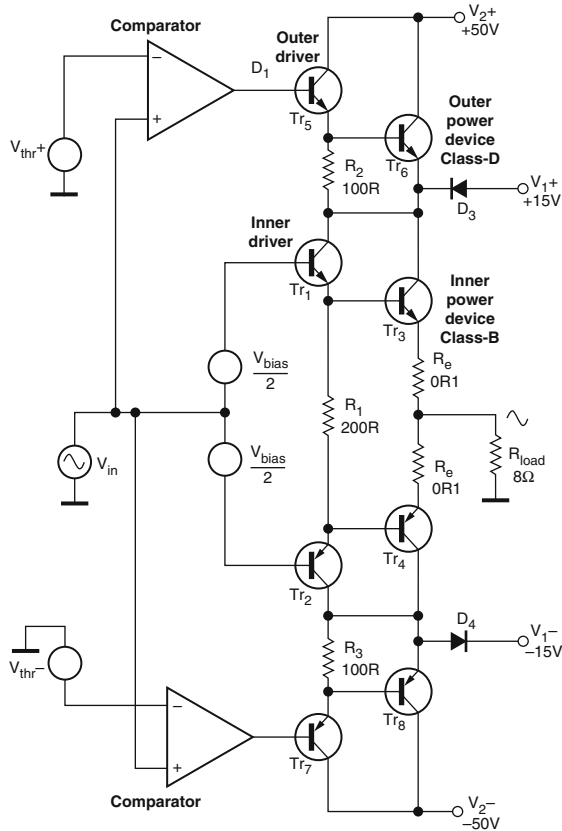 Comparator
Outer
driver
V2+
+50V
D1
−
+
Tr5
Outer
power
device
Class-D
Vthr+
Tr6
R2
100R
V1+
+15V
D3
Inner
driver
Tr1
Inner
power
device
Class-B
Tr3
Vbias
2
Re
0R1
R1
200R
Vin
Vbias
2
Re
0R1
Rload
8Ω
Tr4
Tr2
D4
V1−
−15V
Vthr−
R3
100R
−
+
Tr8
Tr7
Comparator
V2−
−50V